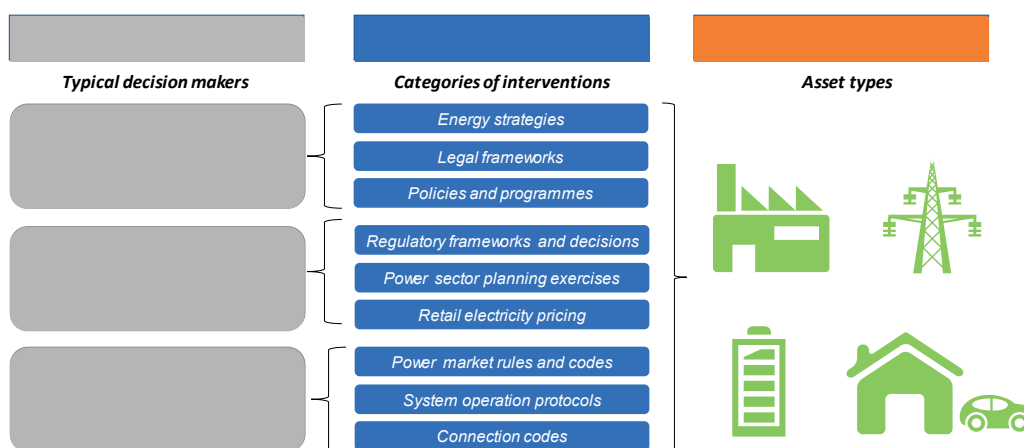 Typical decision makers
Categories of interventions
Asset types
Energy strategies
Legal frameworks
Policies and programmes
Regulatory frameworks and decisions
Power sector planning exercises
Retail electricity pricing
Power market rules and codes
System operation protocols
Connection codes